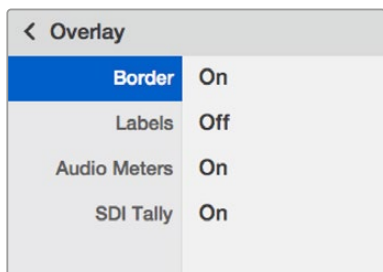 Overlay
Border On
Labels Off
Audio Meters On
SDI Tally On